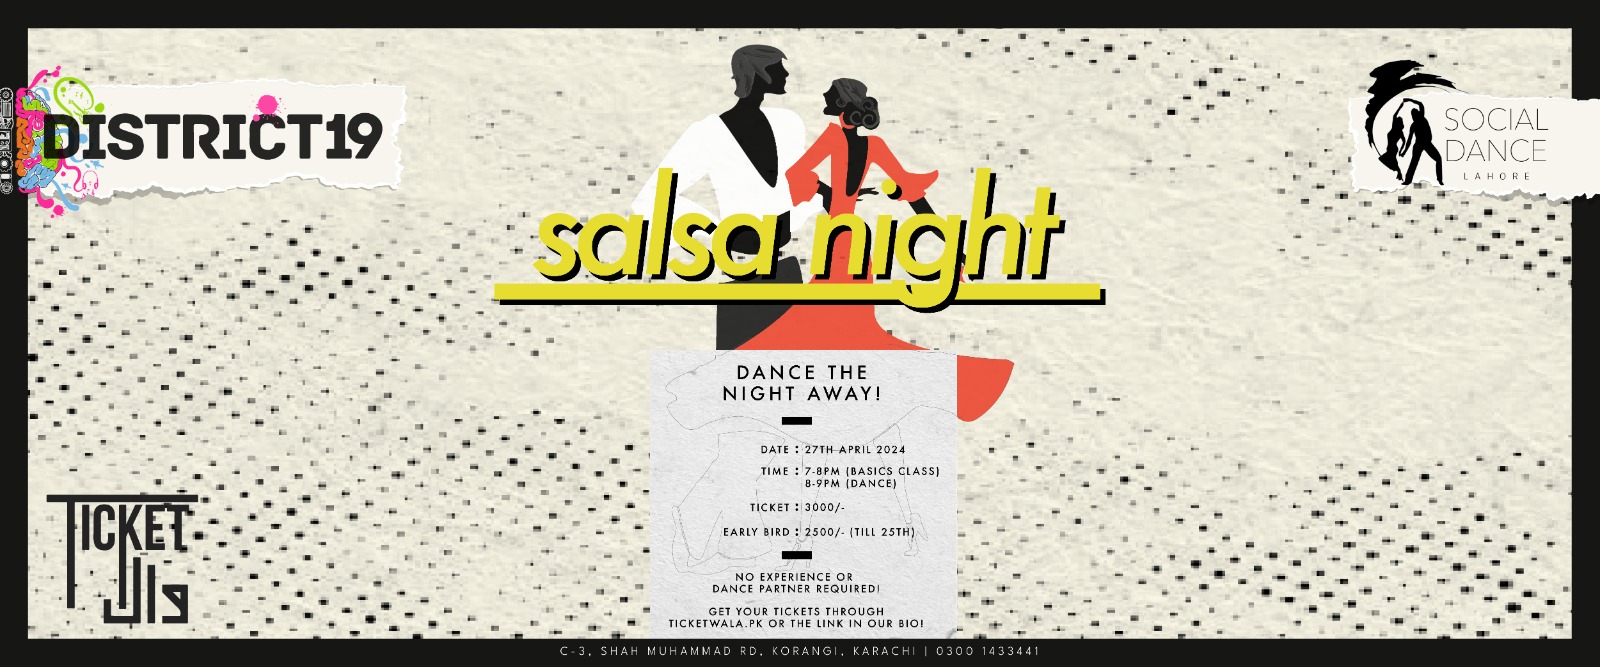 DISTRICT19
SOCIAL
DANCE
LAHORE
salsa night
DANCE THE
NIGHT AWAY!
DATE : 27TH APRIL 2024
TIME : 7-8PM (BASICS CLASS)
8-9PM (DANCE)
TICKET : 3000/-
EARLY BIRD : 2500/- (TILL 25TH)
NO EXPERIENCE OR
DANCE PARTNER REQUIRED!
GET YOUR TICKETS THROUGH
TICKETWALA.PK OR THE LINK IN OUR BIO!
TICKET
والا
C-3, SHAH MUHAMMAD RD, KORANGI, KARACHI | 0300 1433441